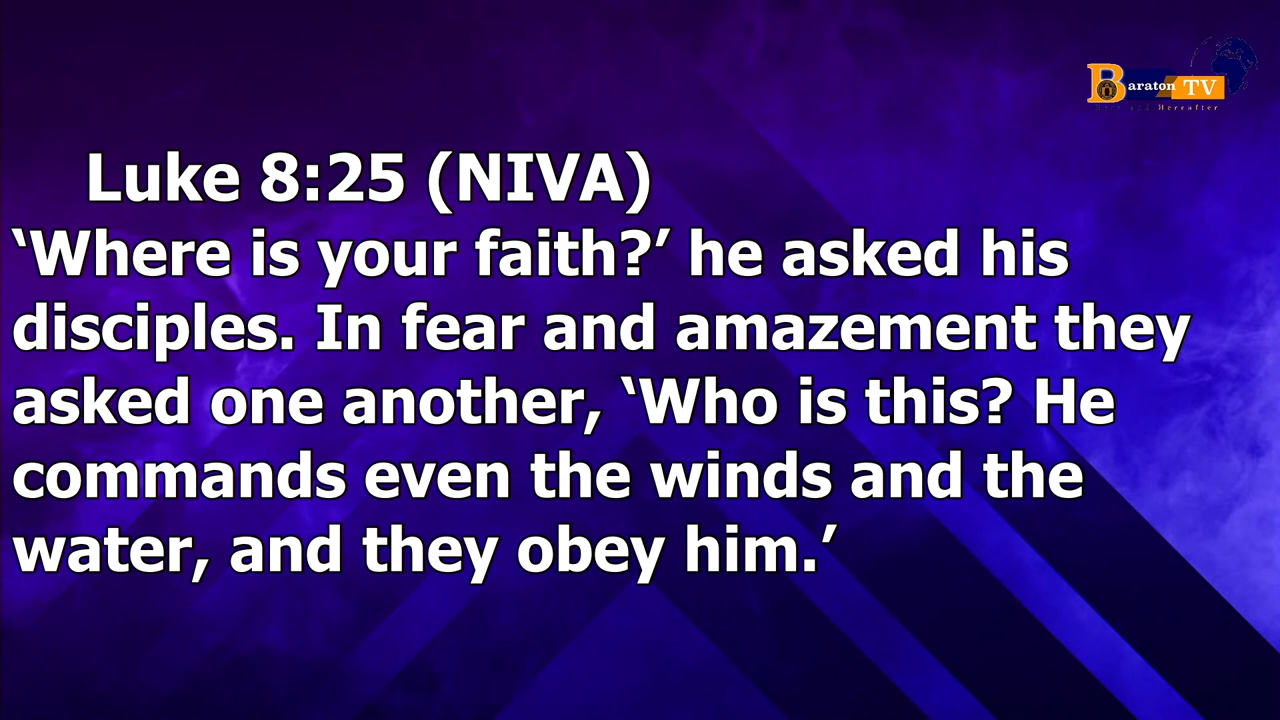 Baraton TV
Hereafter
Luke 8:25 (NIVA)
‘Where is your faith?’ he asked his
disciples. In fear and amazement they
asked one another, ‘Who is this? He
commands even the winds and the
water, and they obey him.’